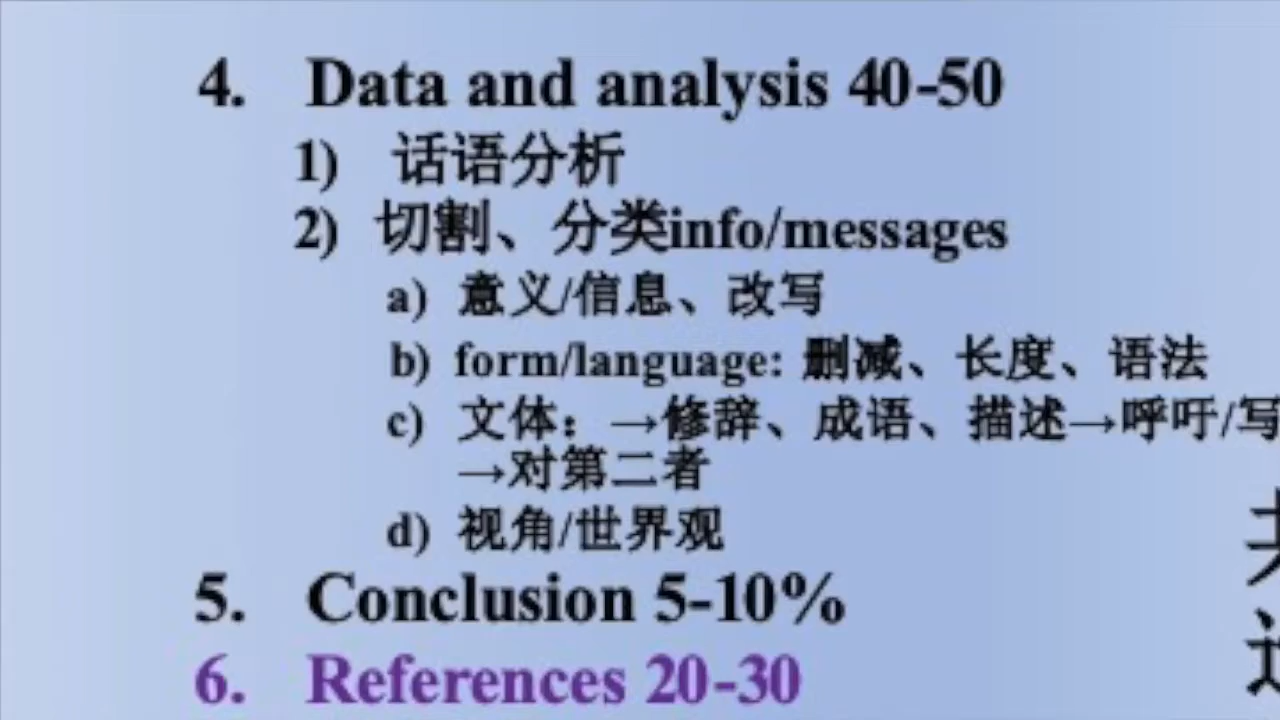 4. Data and analysis 40-50
1) 话语分析
2) 切割、分类info/messages
a) 意义/信息、改写
b) form/language: 删减、长度、语法
c) 文体：→修辞、成语、描述→呼吁/写
→对第二者
d) 视角/世界观
5. Conclusion 5-10%
6. References 20-30